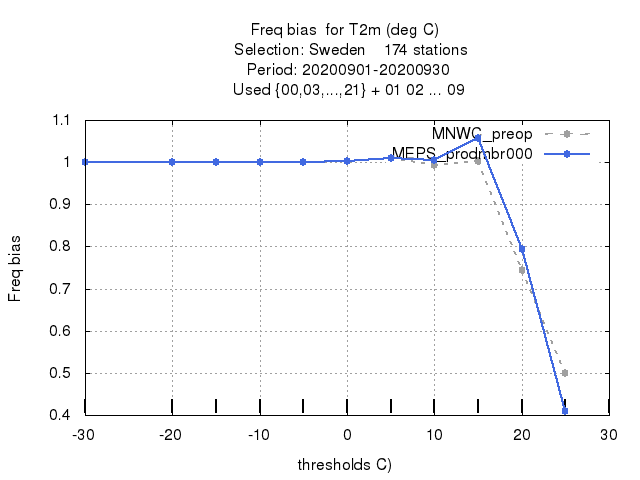 Freq bias for T2m (deg C)
Selection: Sweden 174 stations
Period: 20200901-20200930
Used {00,03,...,21} + 01 02 ... 09
1.1
1
0.9
0.8
0.7
0.6
0.5
0.4
Freq bias
MNWC_preop
MEPS_prodmbr000
-30
-20
-10
0
10
20
30
thresholds C)